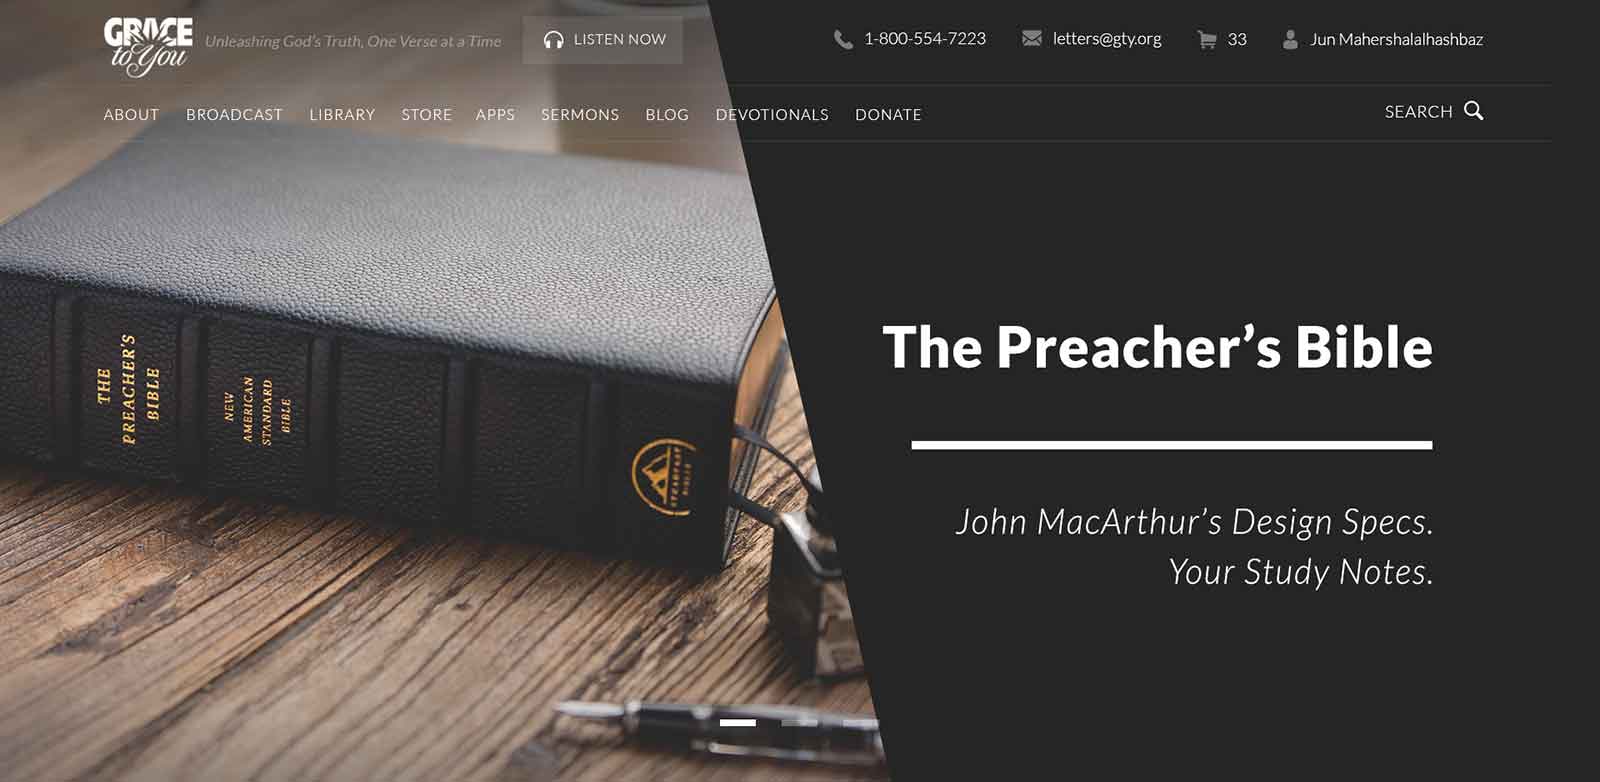 GRACE
to You
Unleashing God's Truth, One Verse at a Time
LISTEN NOW
1-800-554-7223
letters@gty.org
33
Jun Mahershalalhashbaz
ABOUT BROADCAST LIBRARY STORE APPS SERMONS BLOG DEVOTIONALS DONATE
SEARCH
THE
PREACHER'S
BIBLE
NEW
AMERICAN
STANDARD
BIBLE
STEADFAST
BIBLES
The Preacher’s Bible
John MacArthur’s Design Specs.
Your Study Notes.